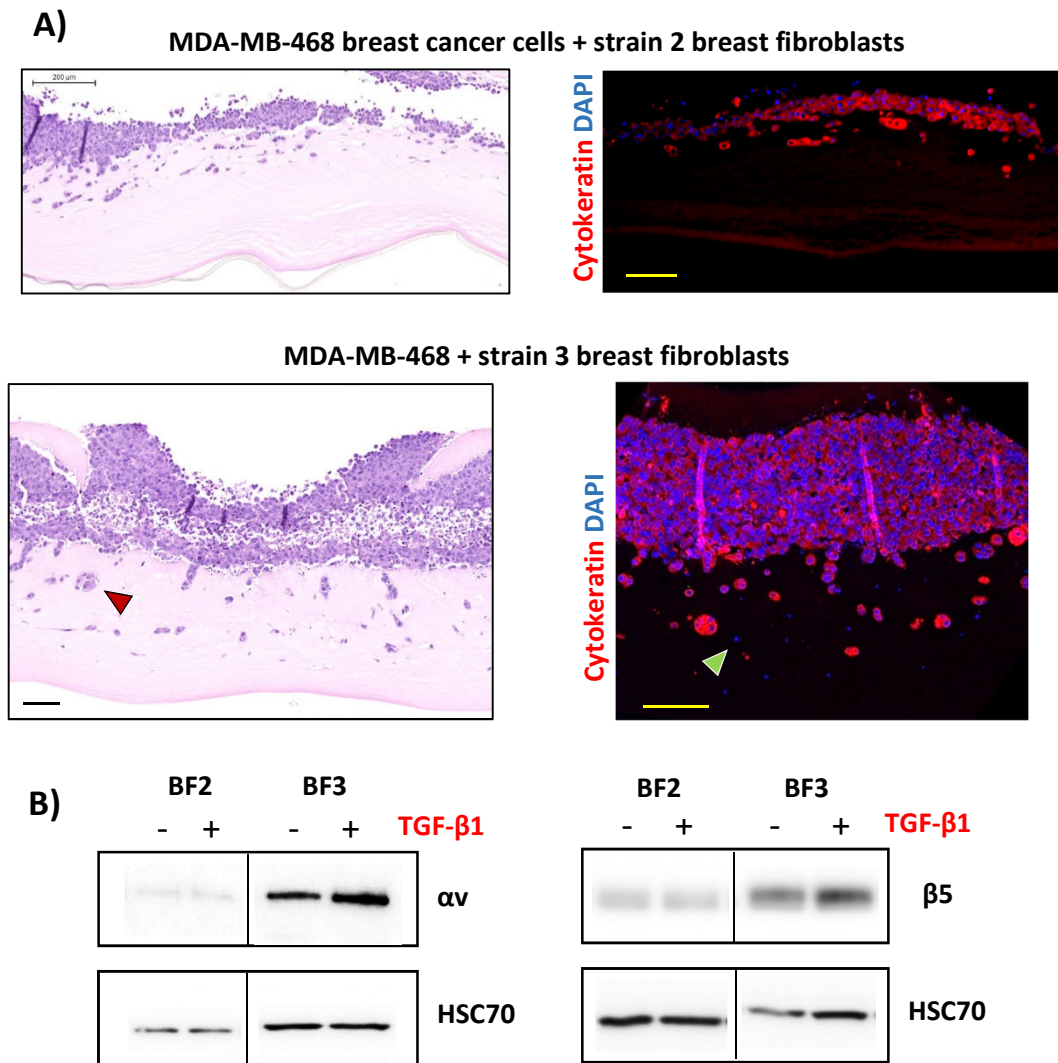 A)
MDA-MB-468 breast cancer cells + strain 2 breast fibroblasts
200 µm
Cytokeratin DAPI
MDA-MB-468 + strain 3 breast fibroblasts
Cytokeratin DAPI
B)
BF2 BF3
- + - + TGF-β1
αv
HSC70
BF2 BF3
- + - + TGF-β1
β5
HSC70